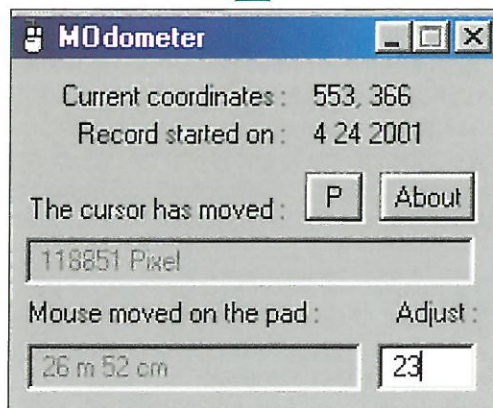 MOdometer
Current coordinates : 553, 366
Record started on : 4 24 2001
The cursor has moved : P About
118851 Pixel
Mouse moved on the pad : Adjust :
26 m 52 cm 23